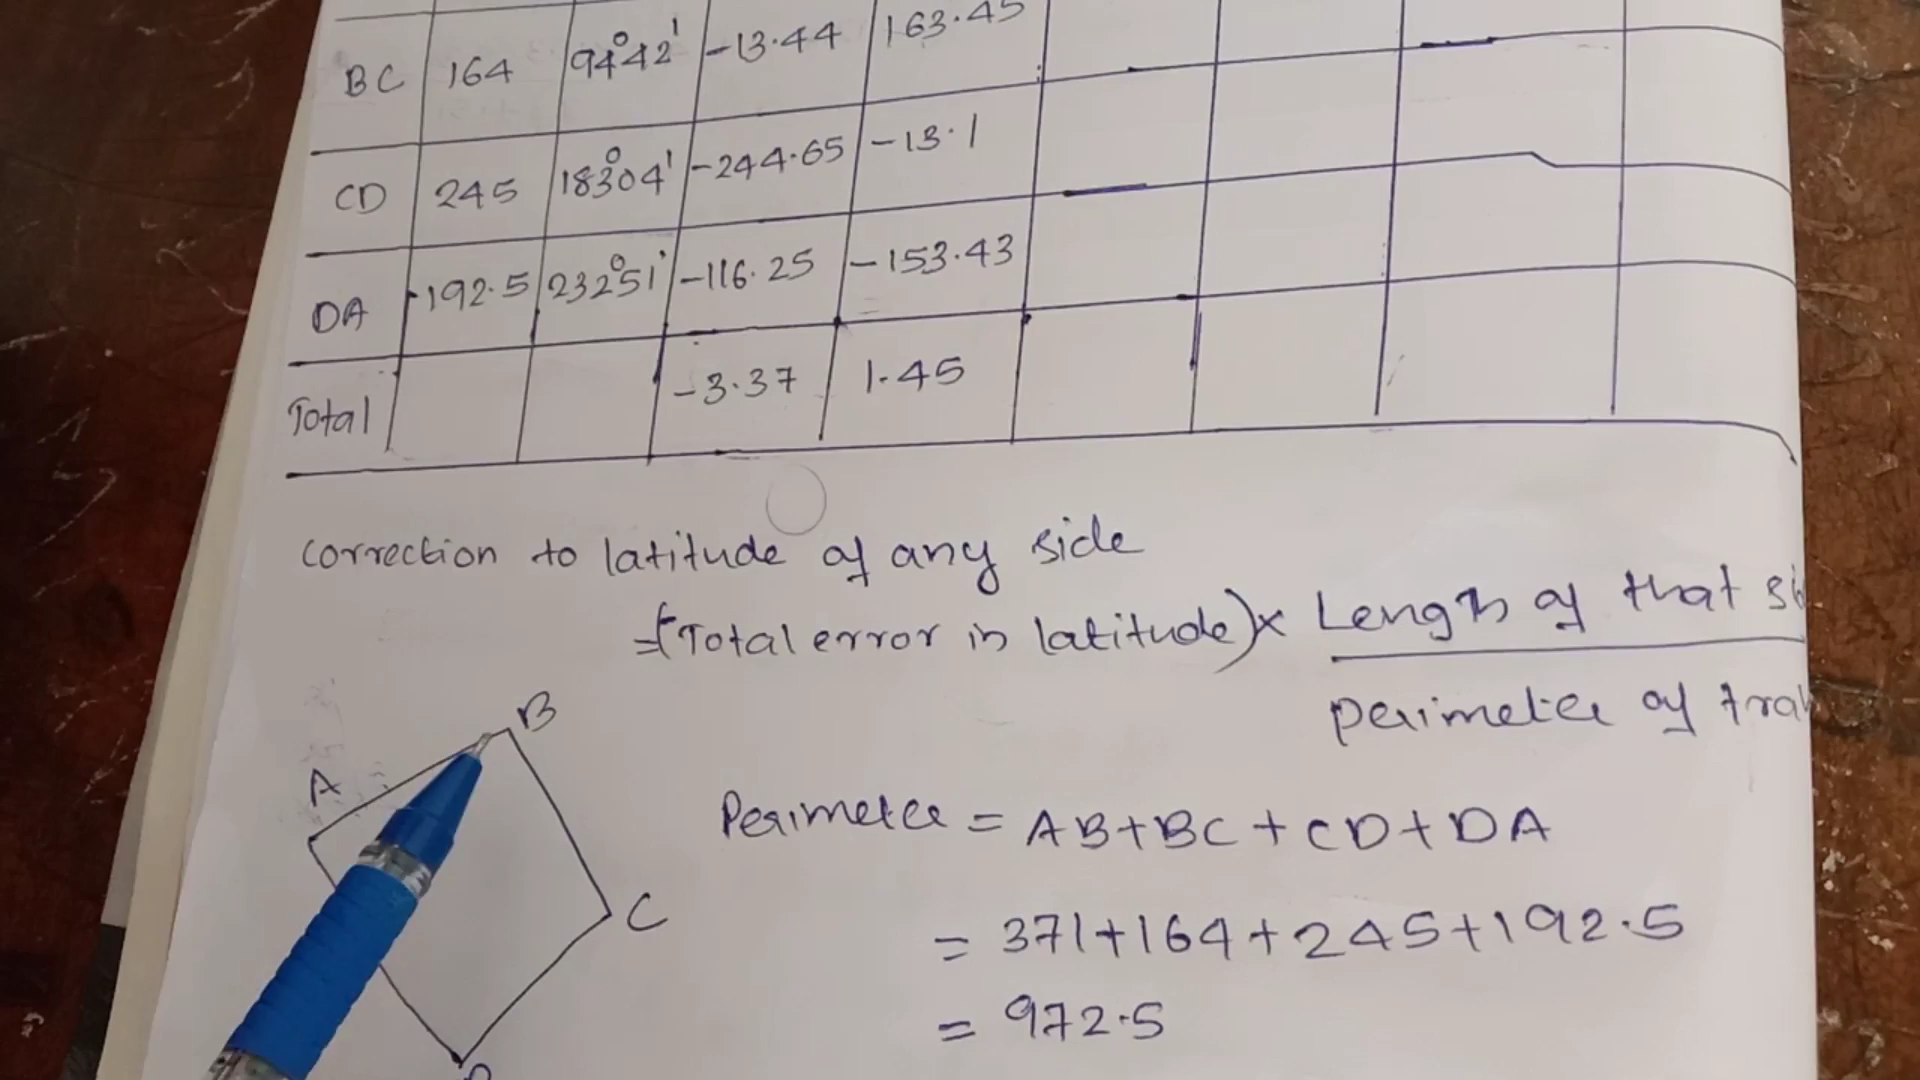 BC 164 94°42' -13.44 163.45
CD 245 183°04' -244.65 -13.1
DA 192.5 232°51' -116.25 -153.43
Total -3.37 1.45
correction to latitude of any side
=(Total error in latitude)× Length of that
perimeter of
A B
C
Perimeter = AB+BC+CD+DA
= 371+164+245+192.5
= 972.5